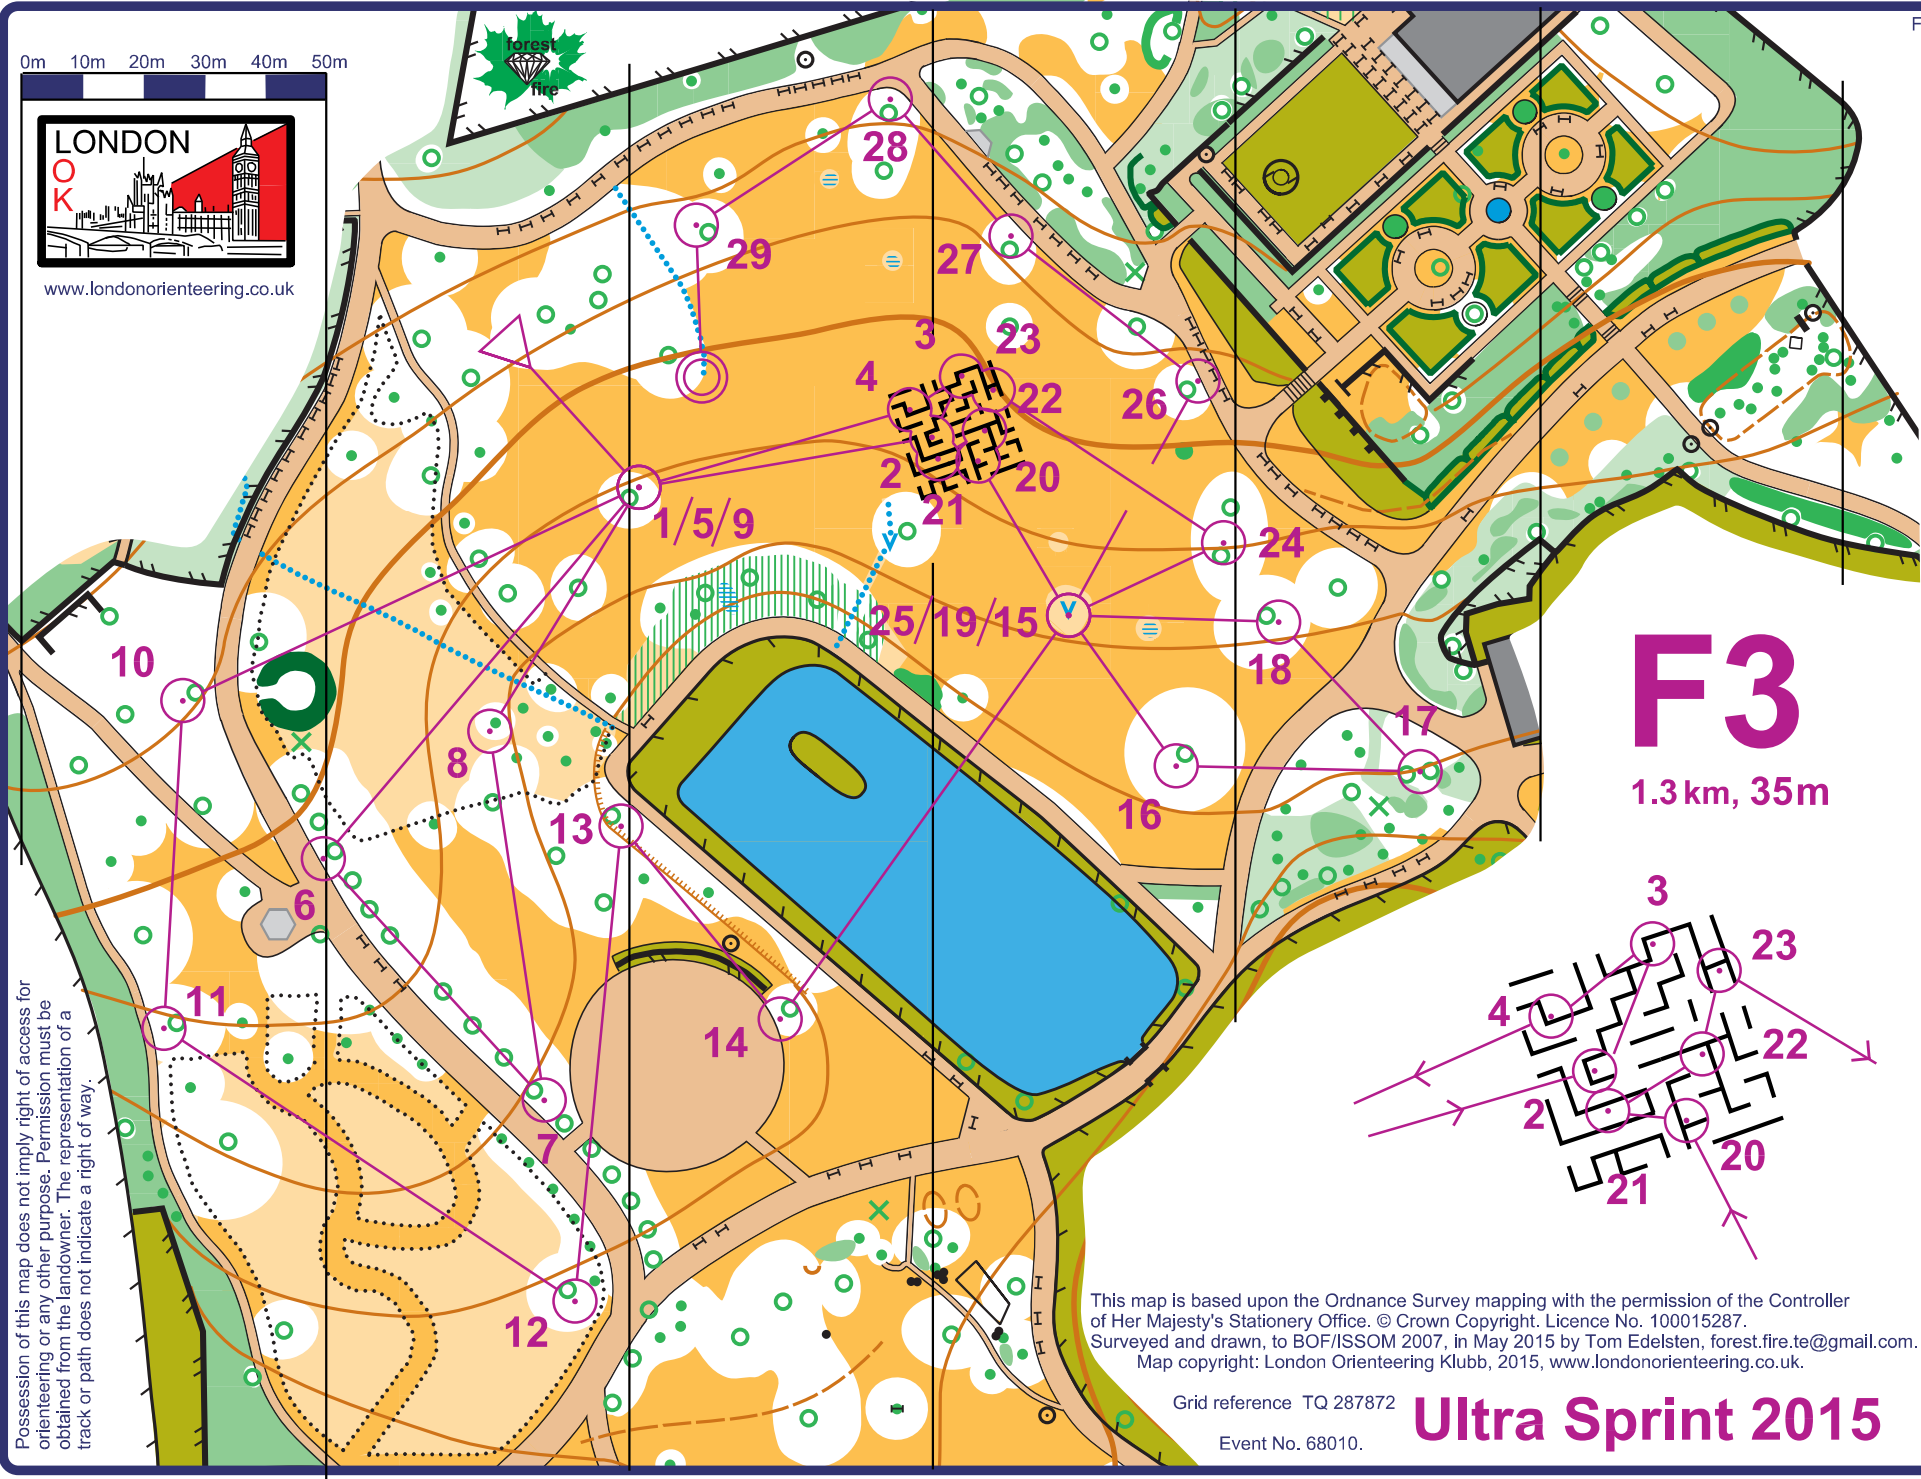 0m 10m 20m 30m 40m 50m
LONDON
O
K
www.londonorienteering.co.uk
forest
fire
F
28
29
27
3
23
4
22
26
2
20
21
1/5/9
24
25/19/15
18
10
8
17
13
16
6
11
14
7
12
F3
1.3 km, 35m
3
23
4
22
2
20
21
Possession of this map does not imply right of access for
orienteering or any other purpose. Permission must be
obtained from the landowner. The representation of a
track or path does not indicate a right of way.
This map is based upon the Ordnance Survey mapping with the permission of the Controller
of Her Majesty's Stationery Office. © Crown Copyright. Licence No. 100015287.
Surveyed and drawn, to BOF/ISSOM 2007, in May 2015 by Tom Edelsten, forest.fire.te@gmail.com.
Map copyright: London Orienteering Klubb, 2015, www.londonorienteering.co.uk.
Grid reference TQ 287872
Event No. 68010.
Ultra Sprint 2015